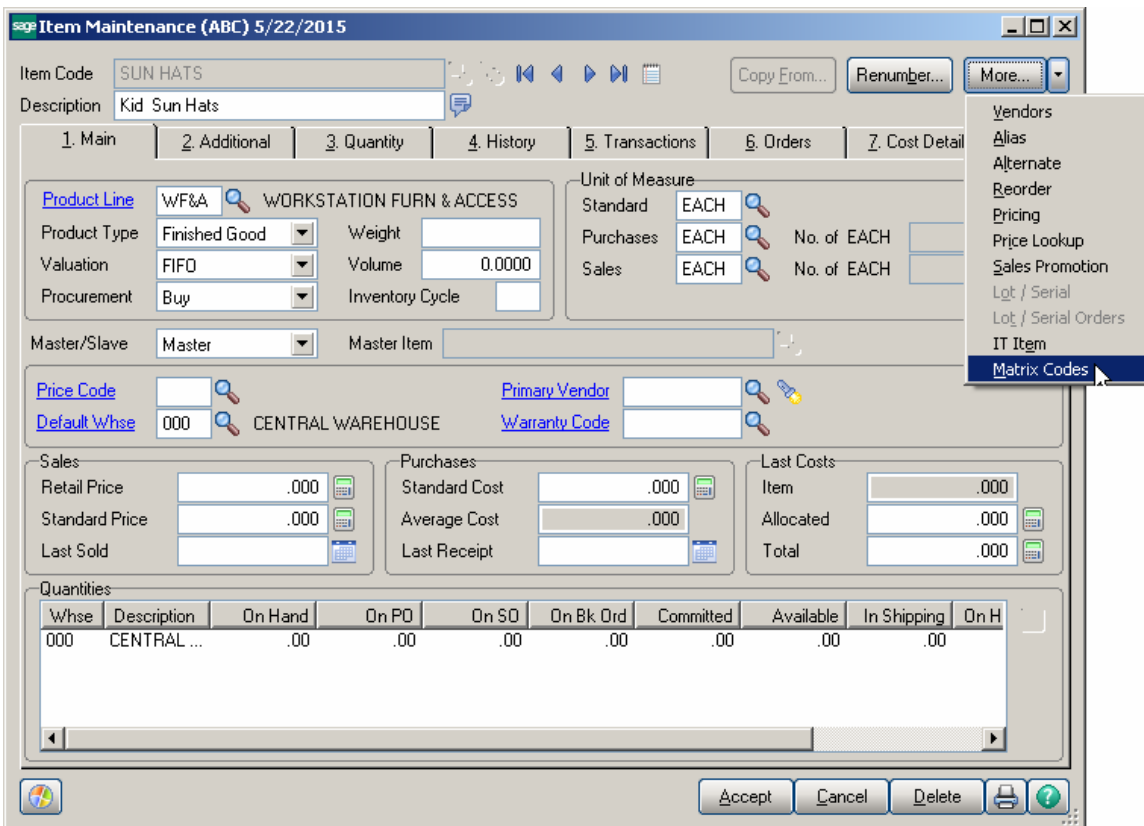 sage Item Maintenance (ABC) 5/22/2015
Item Code SUN HATS Copy From... Renumber... More...
Description Kid Sun Hats
1. Main 2. Additional 3. Quantity 4. History 5. Transactions 6. Orders 7. Cost Detail
Vendors
Alias
Alternate
Reorder
Pricing
Price Lookup
Sales Promotion
Lot / Serial
Lot / Serial Orders
IT Item
Matrix Codes
Product Line WF&A WORKSTATION FURN & ACCESS
Product Type Finished Good Weight
Valuation FIFO Volume 0.0000
Procurement Buy Inventory Cycle
Unit of Measure
Standard EACH
Purchases EACH No. of EACH
Sales EACH No. of EACH
Master/Slave Master Master Item
Price Code Primary Vendor
Default Whse 000 CENTRAL WAREHOUSE Warranty Code
Sales
Retail Price .000
Standard Price .000
Last Sold
Purchases
Standard Cost .000
Average Cost .000
Last Receipt
Last Costs
Item .000
Allocated .000
Total .000
Quantities
Whse Description On Hand On PO On SO On Bk Ord Committed Available In Shipping On H
000 CENTRAL ... .00 .00 .00 .00 .00 .00 .00
Accept Cancel Delete